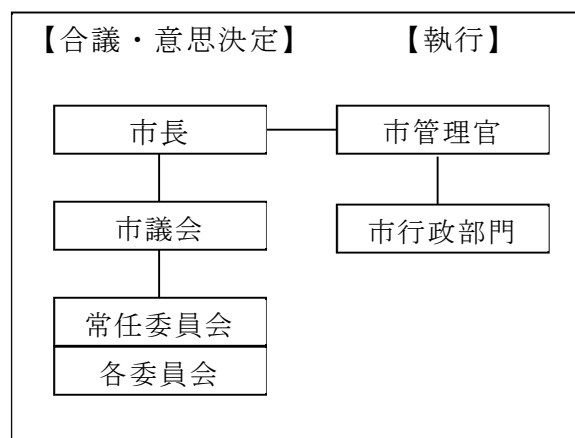 【合議・意思決定】 【執行】
市長 市管理官
市議会 市行政部門
常任委員会
各委員会